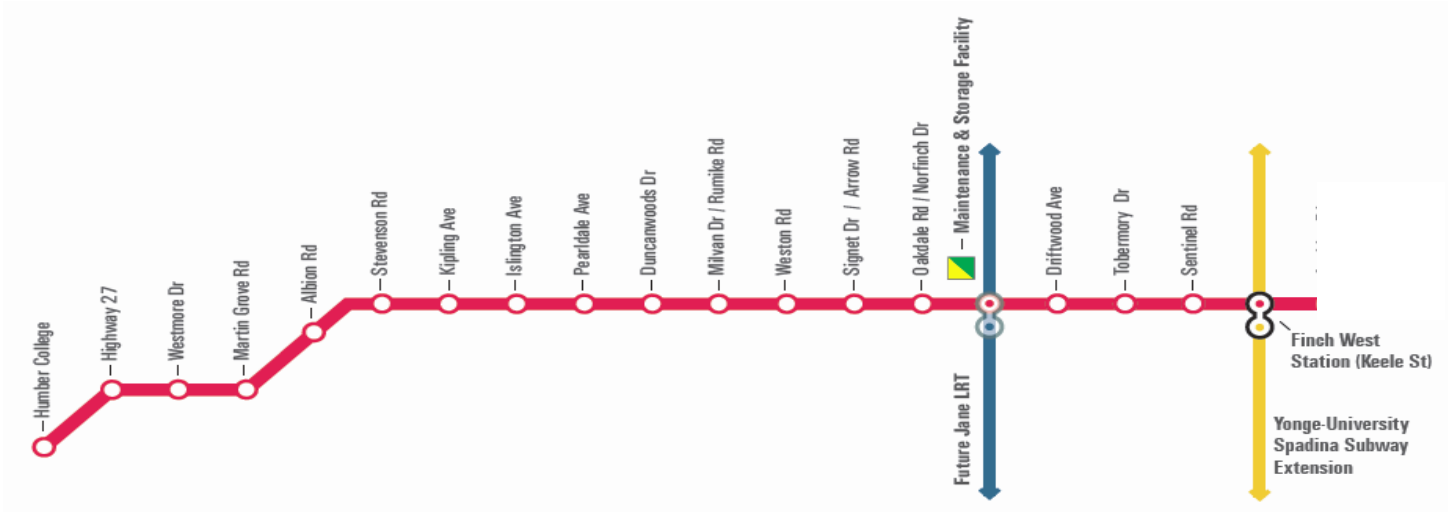 Humber College
Highway 27
Westmore Dr
Martin Grove Rd
Albion Rd
Stevenson Rd
Kipling Ave
Islington Ave
Pearldale Ave
Duncanwoods Dr
Milvan Dr / Rumike Rd
Weston Rd
Signet Dr / Arrow Rd
Oakdale Rd / Norfinch Dr
Maintenance & Storage Facility
Future Jane LRT
Driftwood Ave
Tobermory Dr
Sentinel Rd
Finch West
Station (Keele St)
Yonge-University
Spadina Subway
Extension